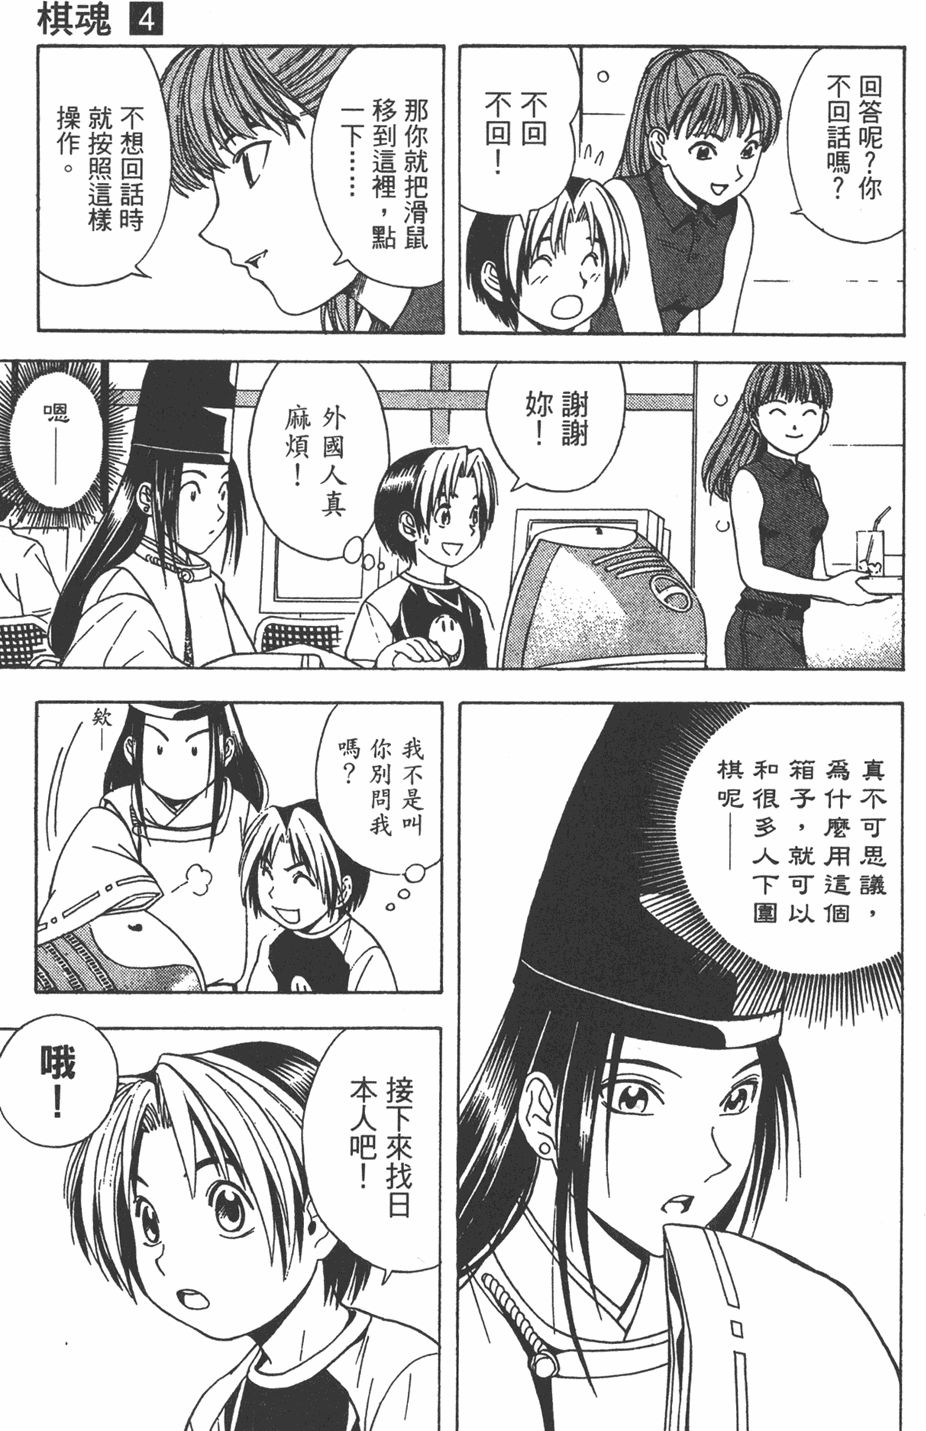 棋魂 4
回答呢？你
不回話嗎？
不回
不回！
那你就把滑鼠
移到這裡，點
一下……
不想回話時
就按照這樣
操作。
謝謝
妳！
外國人真
麻煩！
嗯——
真不可思議，
為什麼用這個
箱子，就可以
和很多人下圍
棋呢——
我不是叫
你別問我
嗎？
欸—
接下來找日
本人吧！
哦！